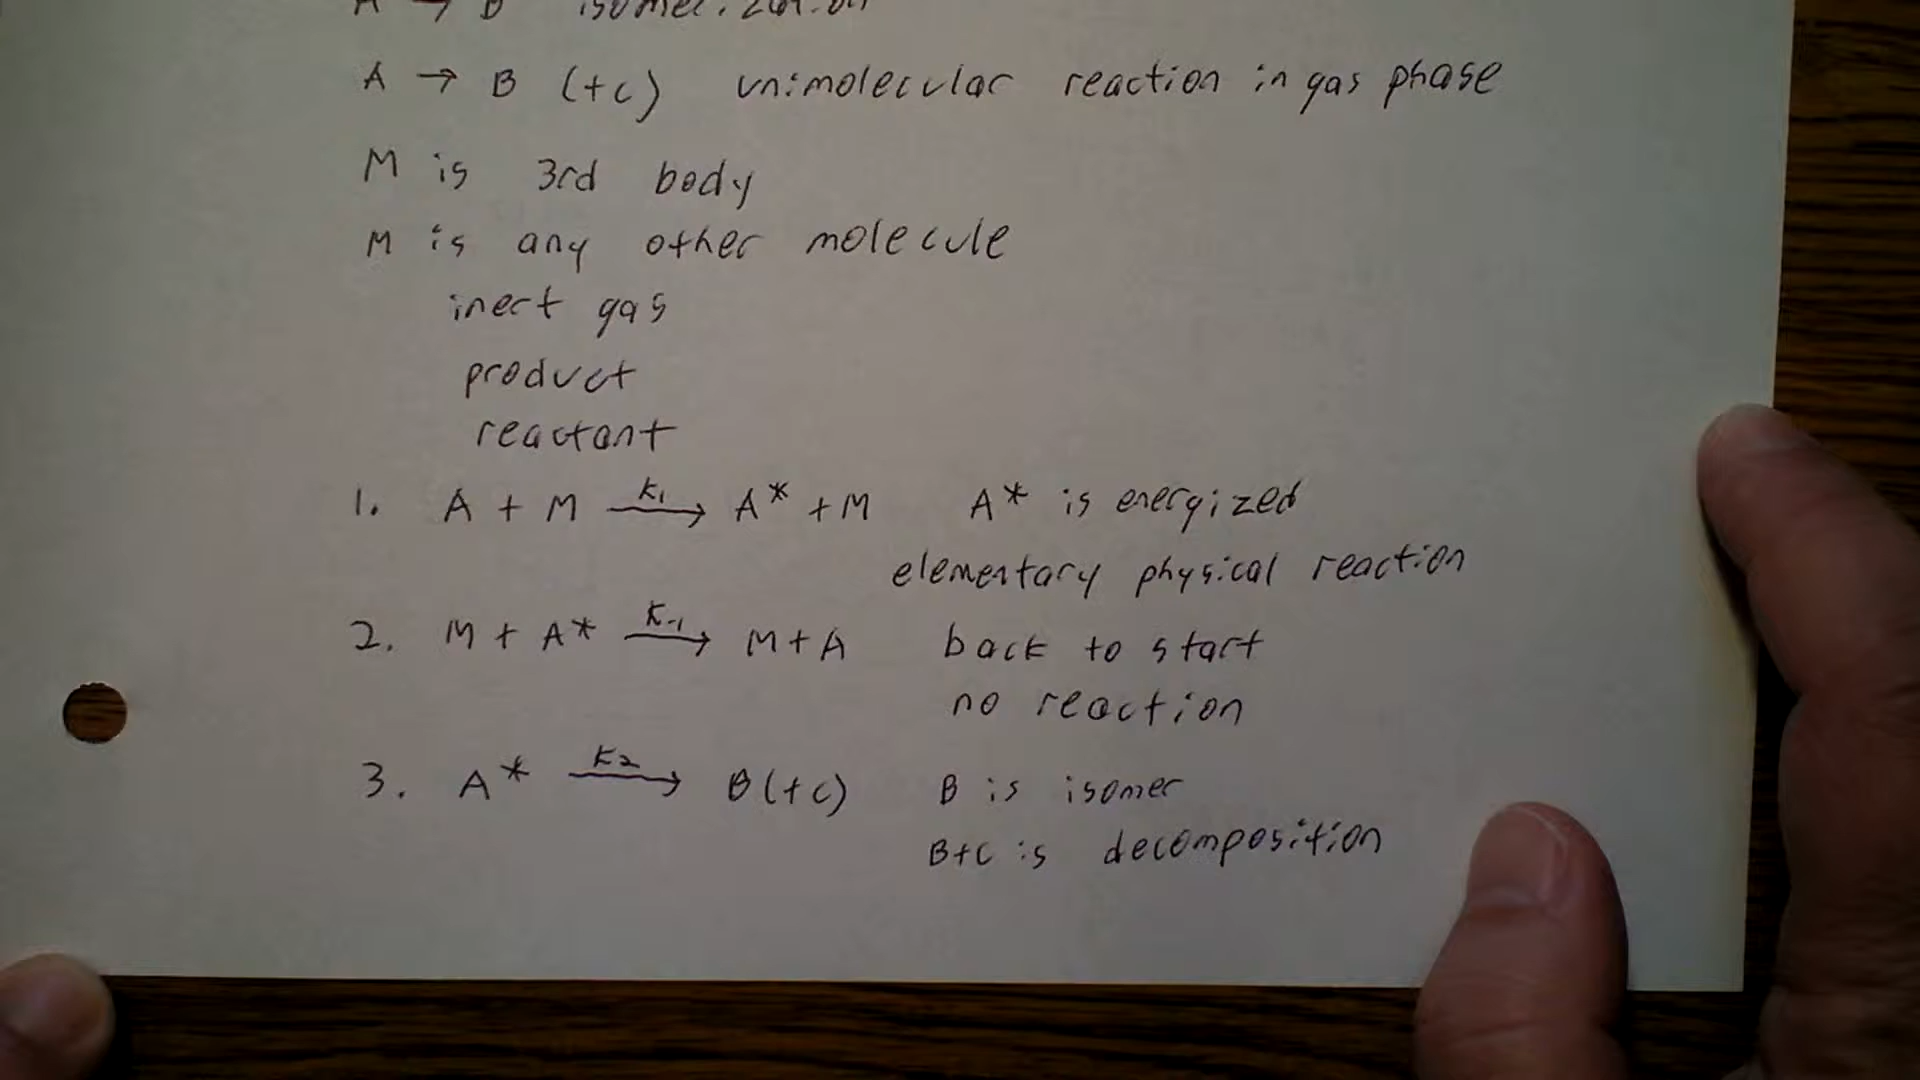 A → B isomerization
A → B (+C) unimolecular reaction in gas phase
M is 3rd body
M is any other molecule
inert gas
product
reactant
1. A + M —k₁→ A* + M A* is energized
elementary physical reaction
2. M + A* —k₋₁→ M + A back to start
no reaction
3. A* —k₂→ B(+C) B is isomer
B+C is decomposition